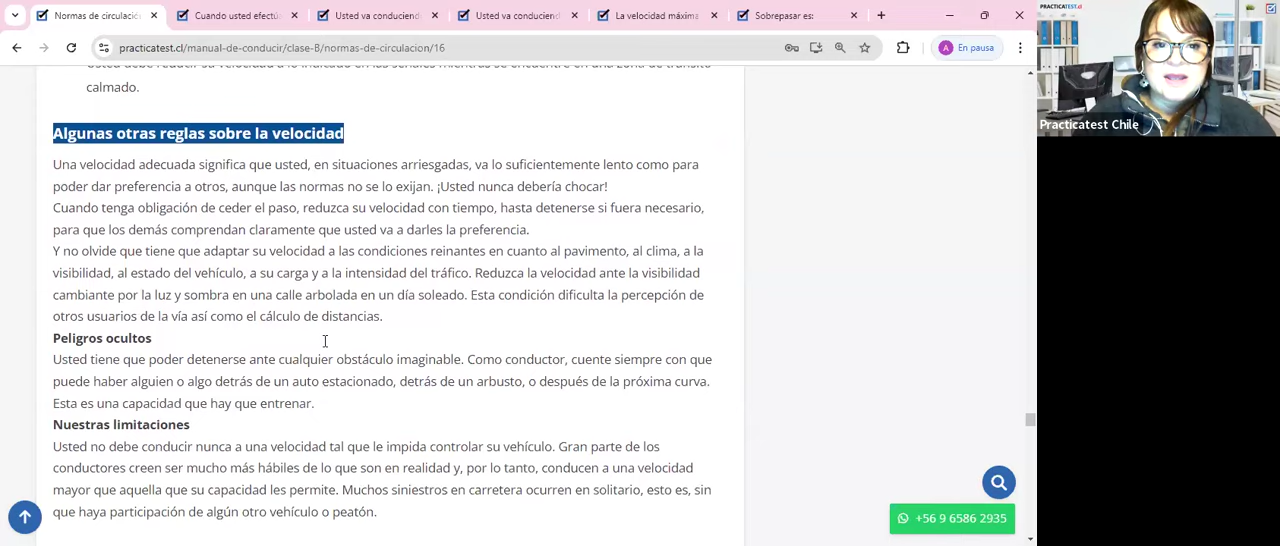 Normas de circulació
Cuando usted efectú
Usted va conduciend
Usted va conduciend
La velocidad máxima
Sobrepasar es:
practicatest.cl/manual-de-conducir/clase-B/normas-de-circulacion/16
A
En pausa
PRACTICATEST.cl
Practicatest Chile
calmado.
Algunas otras reglas sobre la velocidad
Una velocidad adecuada significa que usted, en situaciones arriesgadas, va lo suficientemente lento como para
poder dar preferencia a otros, aunque las normas no se lo exijan. ¡Usted nunca debería chocar!
Cuando tenga obligación de ceder el paso, reduzca su velocidad con tiempo, hasta detenerse si fuera necesario,
para que los demás comprendan claramente que usted va a darles la preferencia.
Y no olvide que tiene que adaptar su velocidad a las condiciones reinantes en cuanto al pavimento, al clima, a la
visibilidad, al estado del vehículo, a su carga y a la intensidad del tráfico. Reduzca la velocidad ante la visibilidad
cambiante por la luz y sombra en una calle arbolada en un día soleado. Esta condición dificulta la percepción de
otros usuarios de la vía así como el cálculo de distancias.
Peligros ocultos
Usted tiene que poder detenerse ante cualquier obstáculo imaginable. Como conductor, cuente siempre con que
puede haber alguien o algo detrás de un auto estacionado, detrás de un arbusto, o después de la próxima curva.
Esta es una capacidad que hay que entrenar.
Nuestras limitaciones
Usted no debe conducir nunca a una velocidad tal que le impida controlar su vehículo. Gran parte de los
conductores creen ser mucho más hábiles de lo que son en realidad y, por lo tanto, conducen a una velocidad
mayor que aquella que su capacidad les permite. Muchos siniestros en carretera ocurren en solitario, esto es, sin
que haya participación de algún otro vehículo o peatón.
+56 9 6586 2935